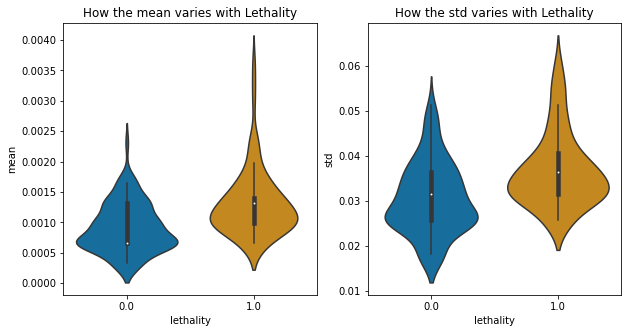 How the mean varies with Lethality
mean
0.0040
0.0035
0.0030
0.0025
0.0020
0.0015
0.0010
0.0005
0.0000
0.0 1.0
lethality
How the std varies with Lethality
std
0.06
0.05
0.04
0.03
0.02
0.01
0.0 1.0
lethality